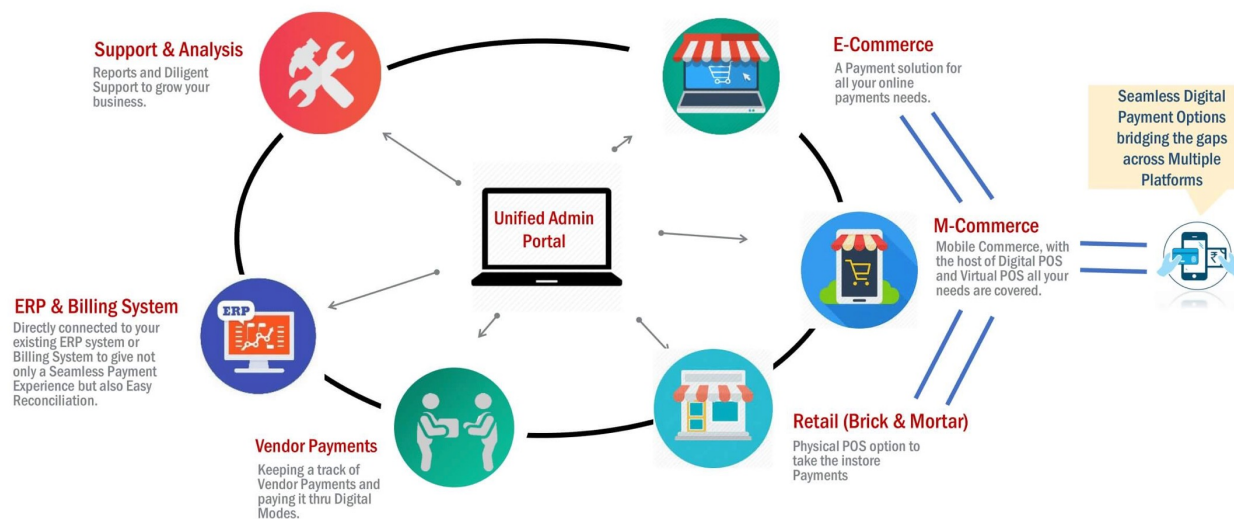 Support & Analysis
Reports and Diligent
Support to grow your
business.
E-Commerce
A Payment solution for
all your online
payments needs.
Seamless Digital
Payment Options
bridging the gaps
across Multiple
Platforms
Unified Admin
Portal
M-Commerce
Mobile Commerce, with
the host of Digital POS
and Virtual POS all your
needs are covered.
₹
ERP & Billing System
Directly connected to your
existing ERP system or
Billing System to give not
only a Seamless Payment
Experience but also Easy
Reconciliation.
ERP
Vendor Payments
Keeping a track of
Vendor Payments and
paying it thru Digital
Modes.
Retail (Brick & Mortar)
Physical POS option to
take the instore
Payments